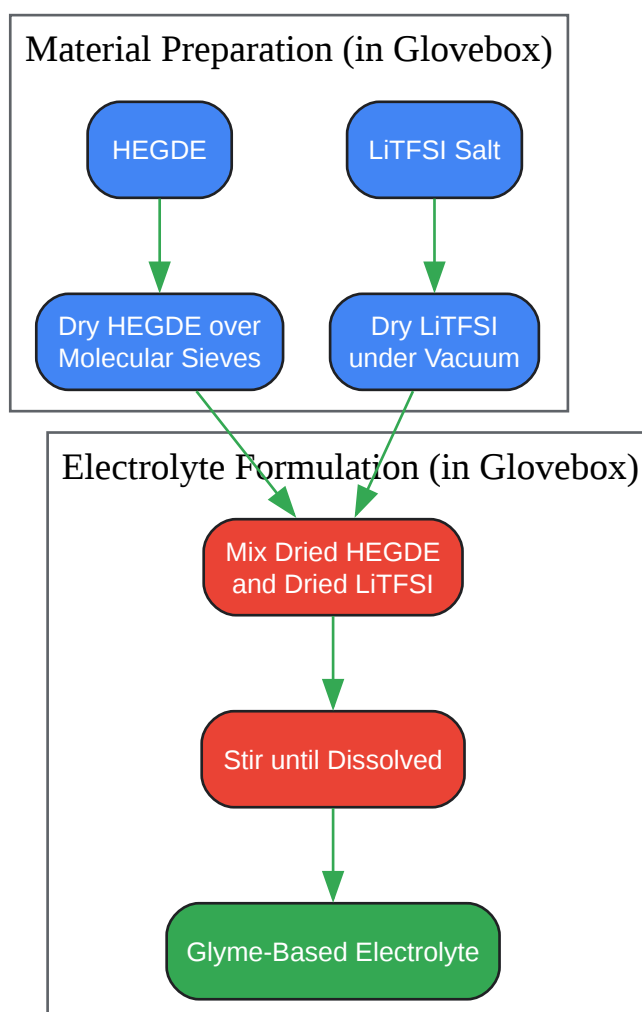 Material Preparation (in Glovebox)
HEGDE
LiTFSI Salt
Dry HEGDE over
Molecular Sieves
Dry LiTFSI
under Vacuum
Electrolyte Formulation (in Glovebox)
Mix Dried HEGDE
and Dried LiTFSI
Stir until Dissolved
Glyme-Based Electrolyte